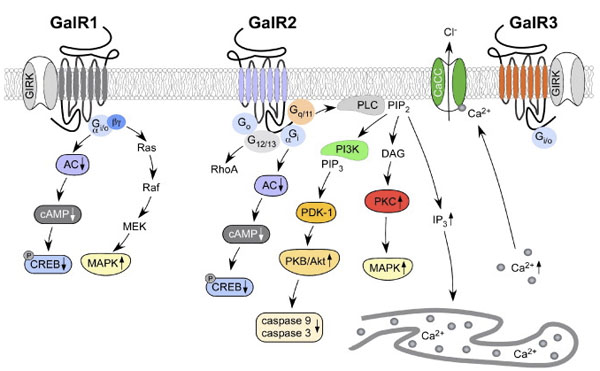 GalR1
GalR2
GalR3
Cl⁻
GIRK
CaCC
GIRK
Gαi/o
βγ
Go
Gq/11
G12/13
Gαi
PLC
PIP2
Ca²⁺
Gi/o
AC
Ras
RhoA
PI3K
PIP3
DAG
Raf
AC
PKC
cAMP
MEK
PDK-1
IP3
cAMP
P
CREB
MAPK
PKB/Akt
MAPK
Ca²⁺
P
CREB
caspase 9
caspase 3
Ca²⁺
Ca²⁺